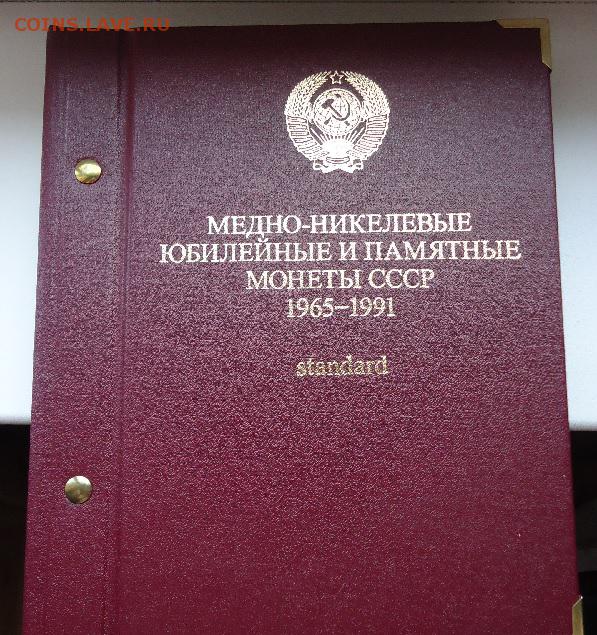 COINS.LAVE.RU
МЕДНО-НИКЕЛЕВЫЕ
ЮБИЛЕЙНЫЕ И ПАМЯТНЫЕ
МОНЕТЫ СССР
1965–1991
standard